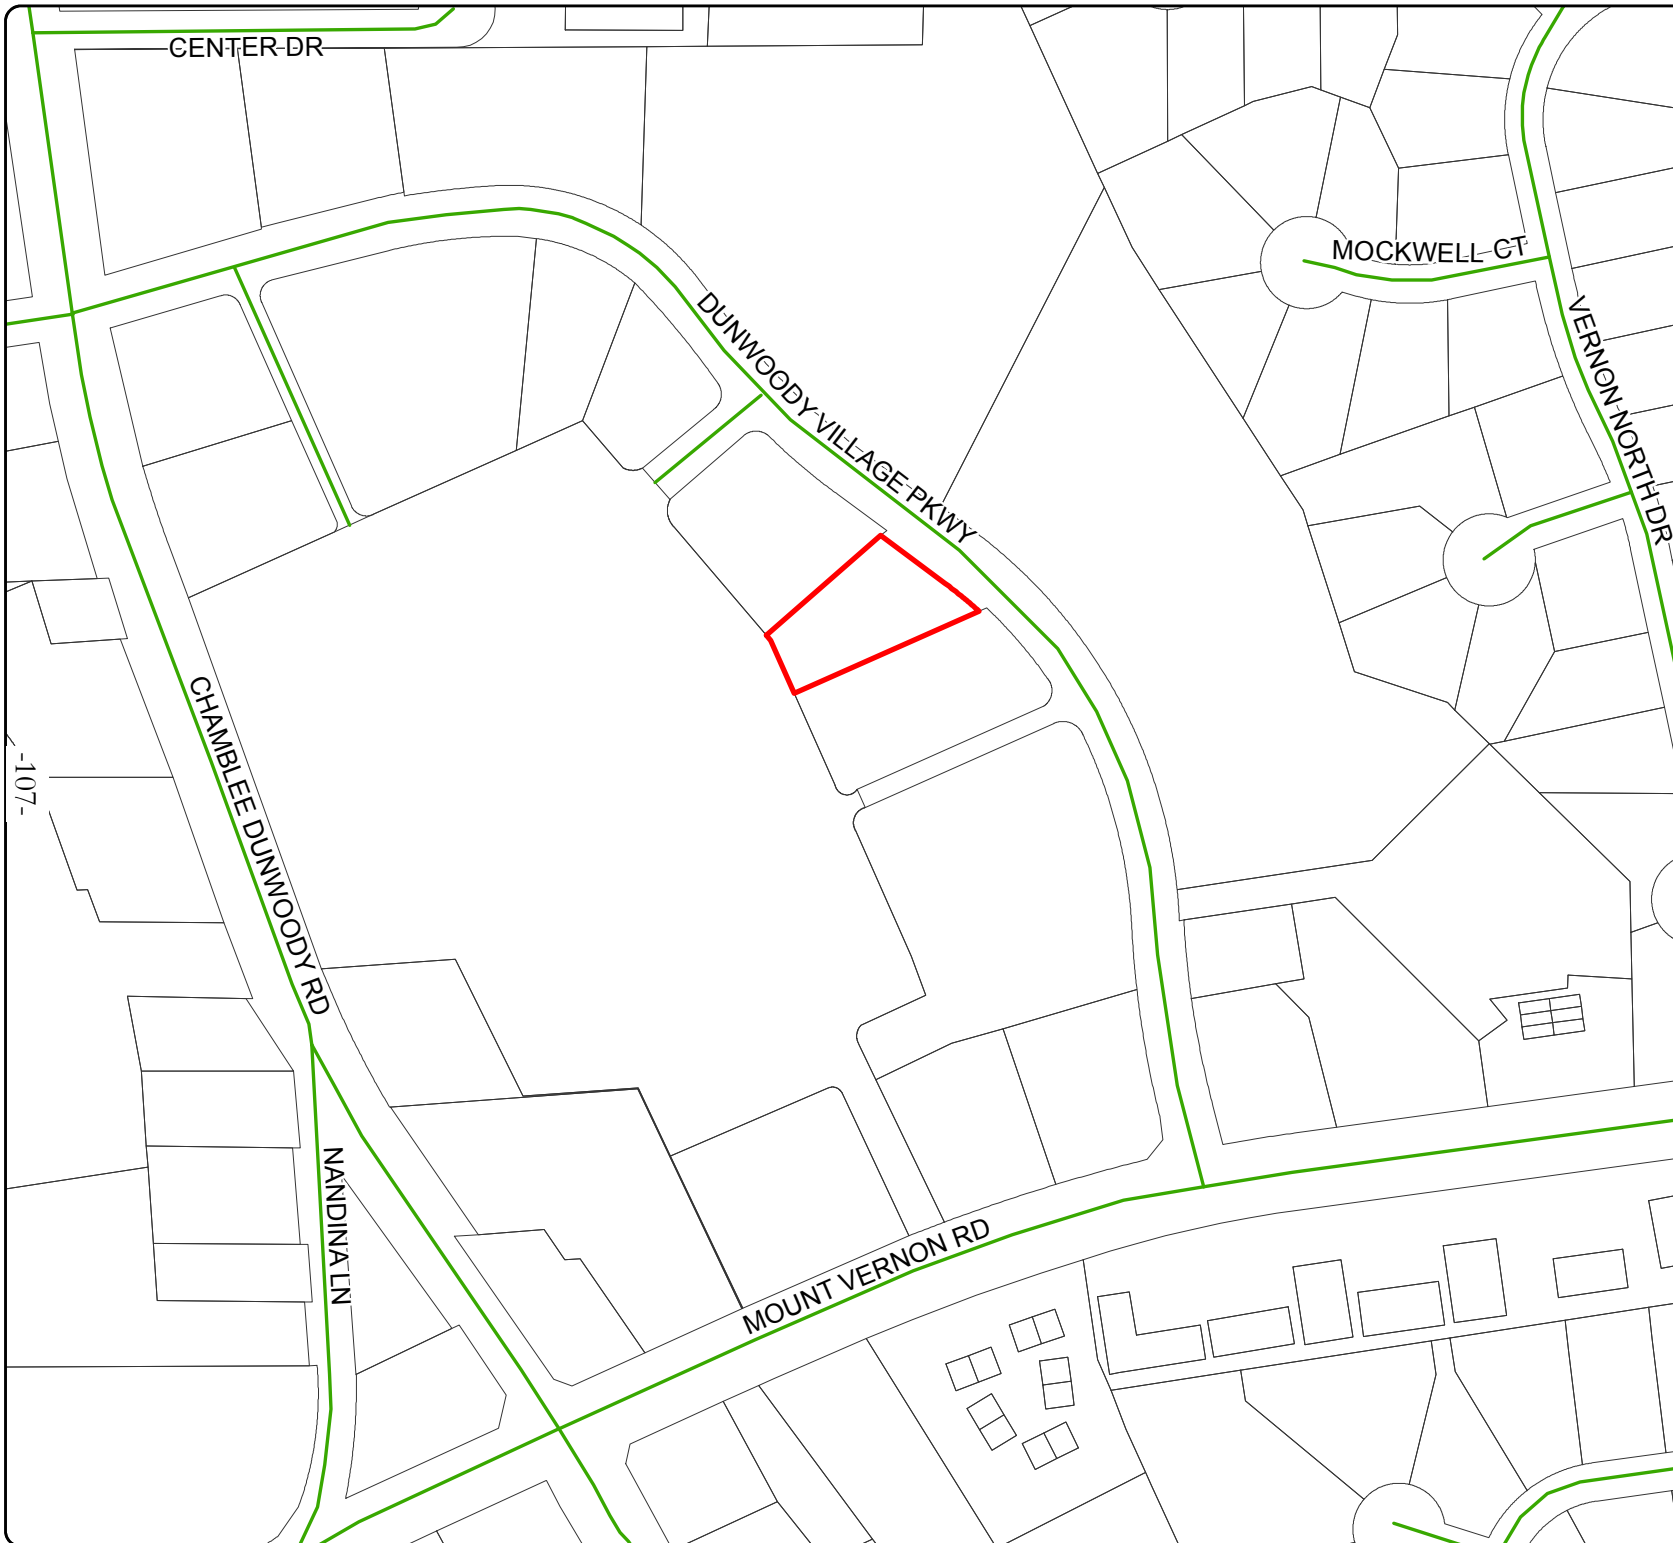 CENTER DR
MOCKWELL CT
DUNWOODY VILLAGE PKWY
VERNON NORTH DR
CHAMBLEE DUNWOODY RD
-107-
NANDINA LN
MOUNT VERNON RD